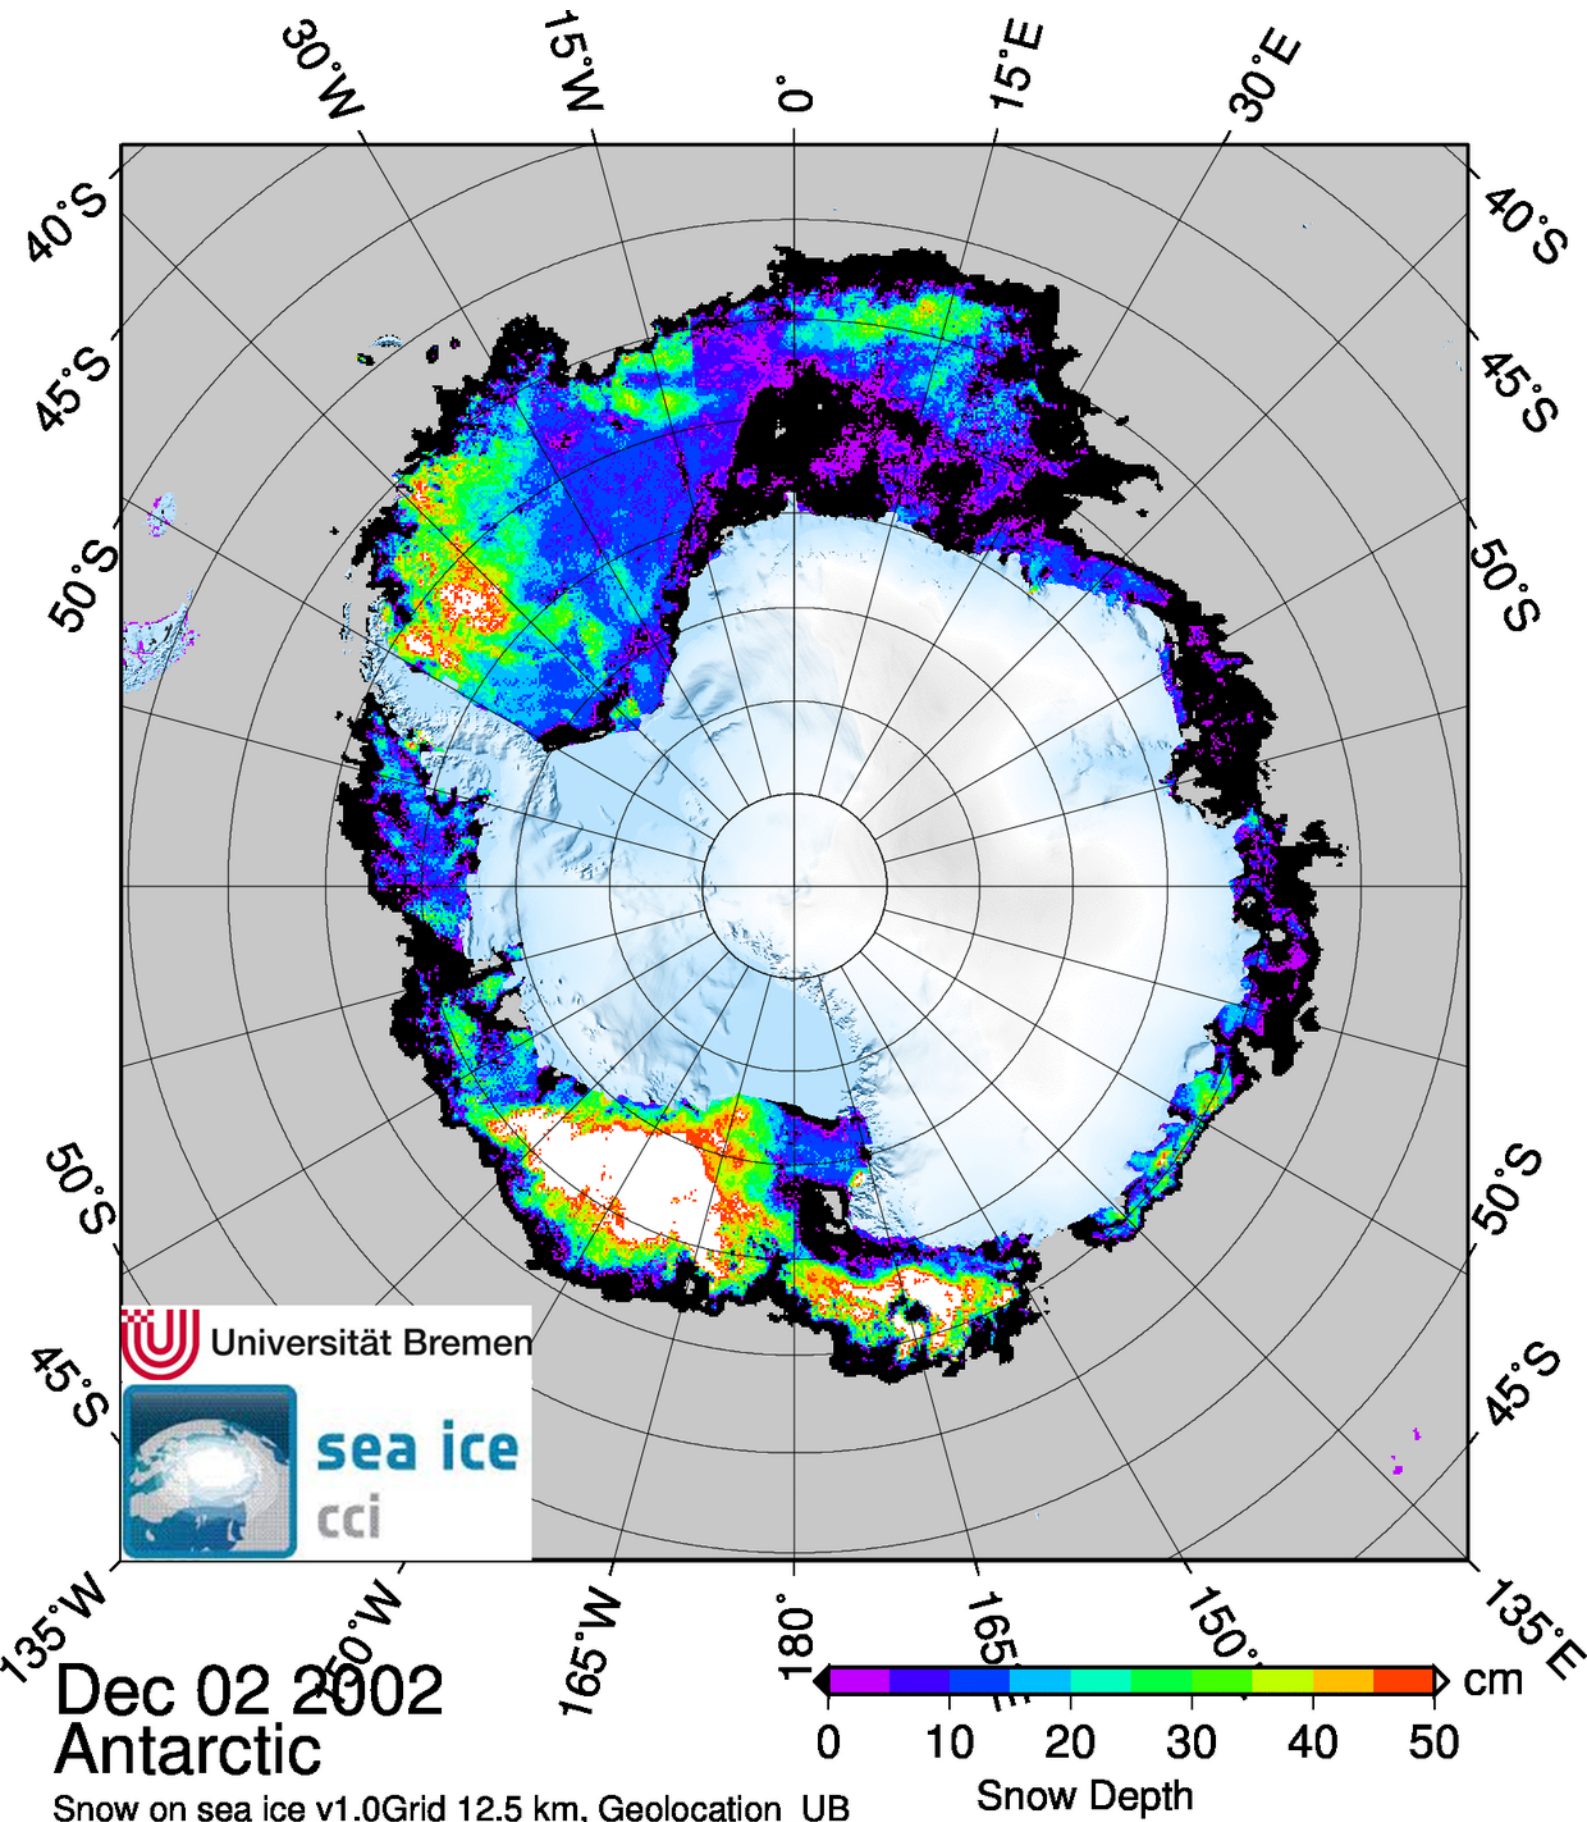 30°W 15°W 0° 15°E 30°E
40°S 40°S
45°S 45°S
50°S 50°S
50°S 50°S
45°S 45°S
Universität Bremen
sea ice
cci
135°W 150°W 165°W 180° 165°E 150° 135°E
Dec 02 2002
Antarctic
cm
0 10 20 30 40 50
Snow Depth
Snow on sea ice v1.0Grid 12.5 km, Geolocation UB